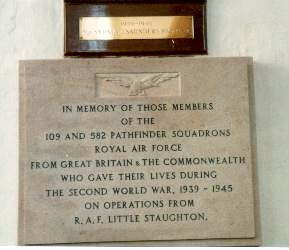 SAUNDERS
IN MEMORY OF THOSE MEMBERS
OF THE
109 AND 582 PATHFINDER SQUADRONS
ROYAL AIR FORCE
FROM GREAT BRITAIN & THE COMMONWEALTH
WHO GAVE THEIR LIVES DURING
THE SECOND WORLD WAR, 1939 - 1945
ON OPERATIONS FROM
R.A.F. LITTLE STAUGHTON.